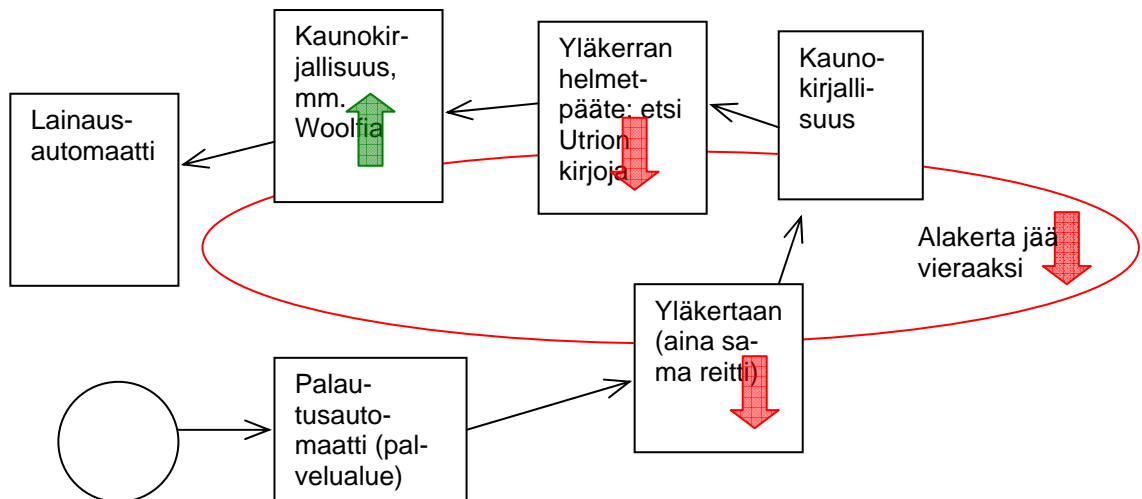 Kaunokir-
jallisuus,
mm.
Woolfia
Yläkerran
helmet-
pääte: etsi
Utrion
kirjoja
Kauno-
kirjalli-
suus
Lainaus-
automaatti
Alakerta jää
vieraaksi
Yläkertaan
(aina sa-
ma reitti)
Palau-
tusauto-
maatti (pal-
velualue)